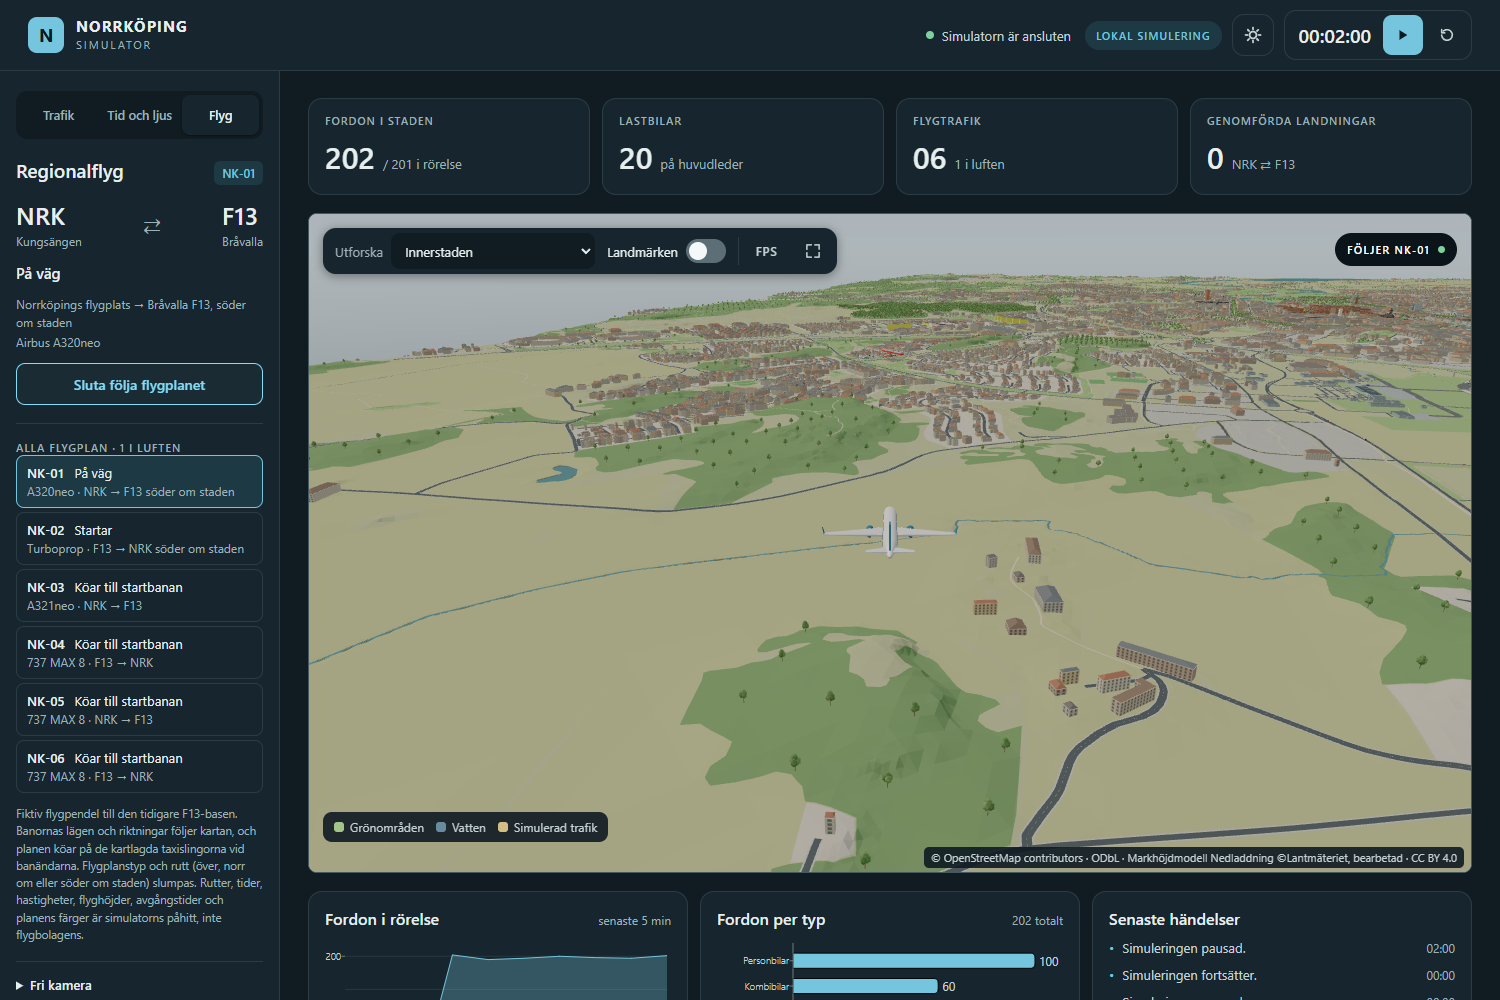 N
NORRKÖPING
SIMULATOR
Simulatorn är ansluten
LOKAL SIMULERING
00:02:00
Trafik
Tid och ljus
Flyg
Regionalflyg
NK-01
NRK
⇄
F13
Kungsängen
Bråvalla
På väg
Norrköpings flygplats → Bråvalla F13, söder
om staden
Airbus A320neo
Sluta följa flygplanet
ALLA FLYGPLAN · 1 I LUFTEN
NK-01 På väg
A320neo · NRK → F13 söder om staden
NK-02 Startar
Turboprop · F13 → NRK söder om staden
NK-03 Köar till startbanan
A321neo · NRK → F13
NK-04 Köar till startbanan
737 MAX 8 · F13 → NRK
NK-05 Köar till startbanan
737 MAX 8 · NRK → F13
NK-06 Köar till startbanan
737 MAX 8 · F13 → NRK
Fiktiv flygpendel till den tidigare F13-basen.
Banornas lägen och riktningar följer kartan, och
planen köar på de kartlagda taxislingorna vid
banändarna. Flygplanstyp och rutt (över, norr
om eller söder om staden) slumpas. Rutter, tider,
hastigheter, flyghöjder, avgångstider och
planens färger är simulatorns påhitt, inte
flygbolagens.
Fri kamera
FORDON I STADEN
202 / 201 i rörelse
LASTBILAR
20 på huvudleder
FLYGTRAFIK
06 1 i luften
GENOMFÖRDA LANDNINGAR
0 NRK ⇄ F13
Utforska
Innerstaden
Landmärken
FPS
FÖLJER NK-01
Grönområden
Vatten
Simulerad trafik
© OpenStreetMap contributors · ODbL · Markhöjdmodell Nedladdning ©Lantmäteriet, bearbetad · CC BY 4.0
Fordon i rörelse
senaste 5 min
200
Fordon per typ
202 totalt
Personbilar
100
Kombibilar
60
Senaste händelser
• Simuleringen pausad. 02:00
• Simuleringen fortsätter. 00:00